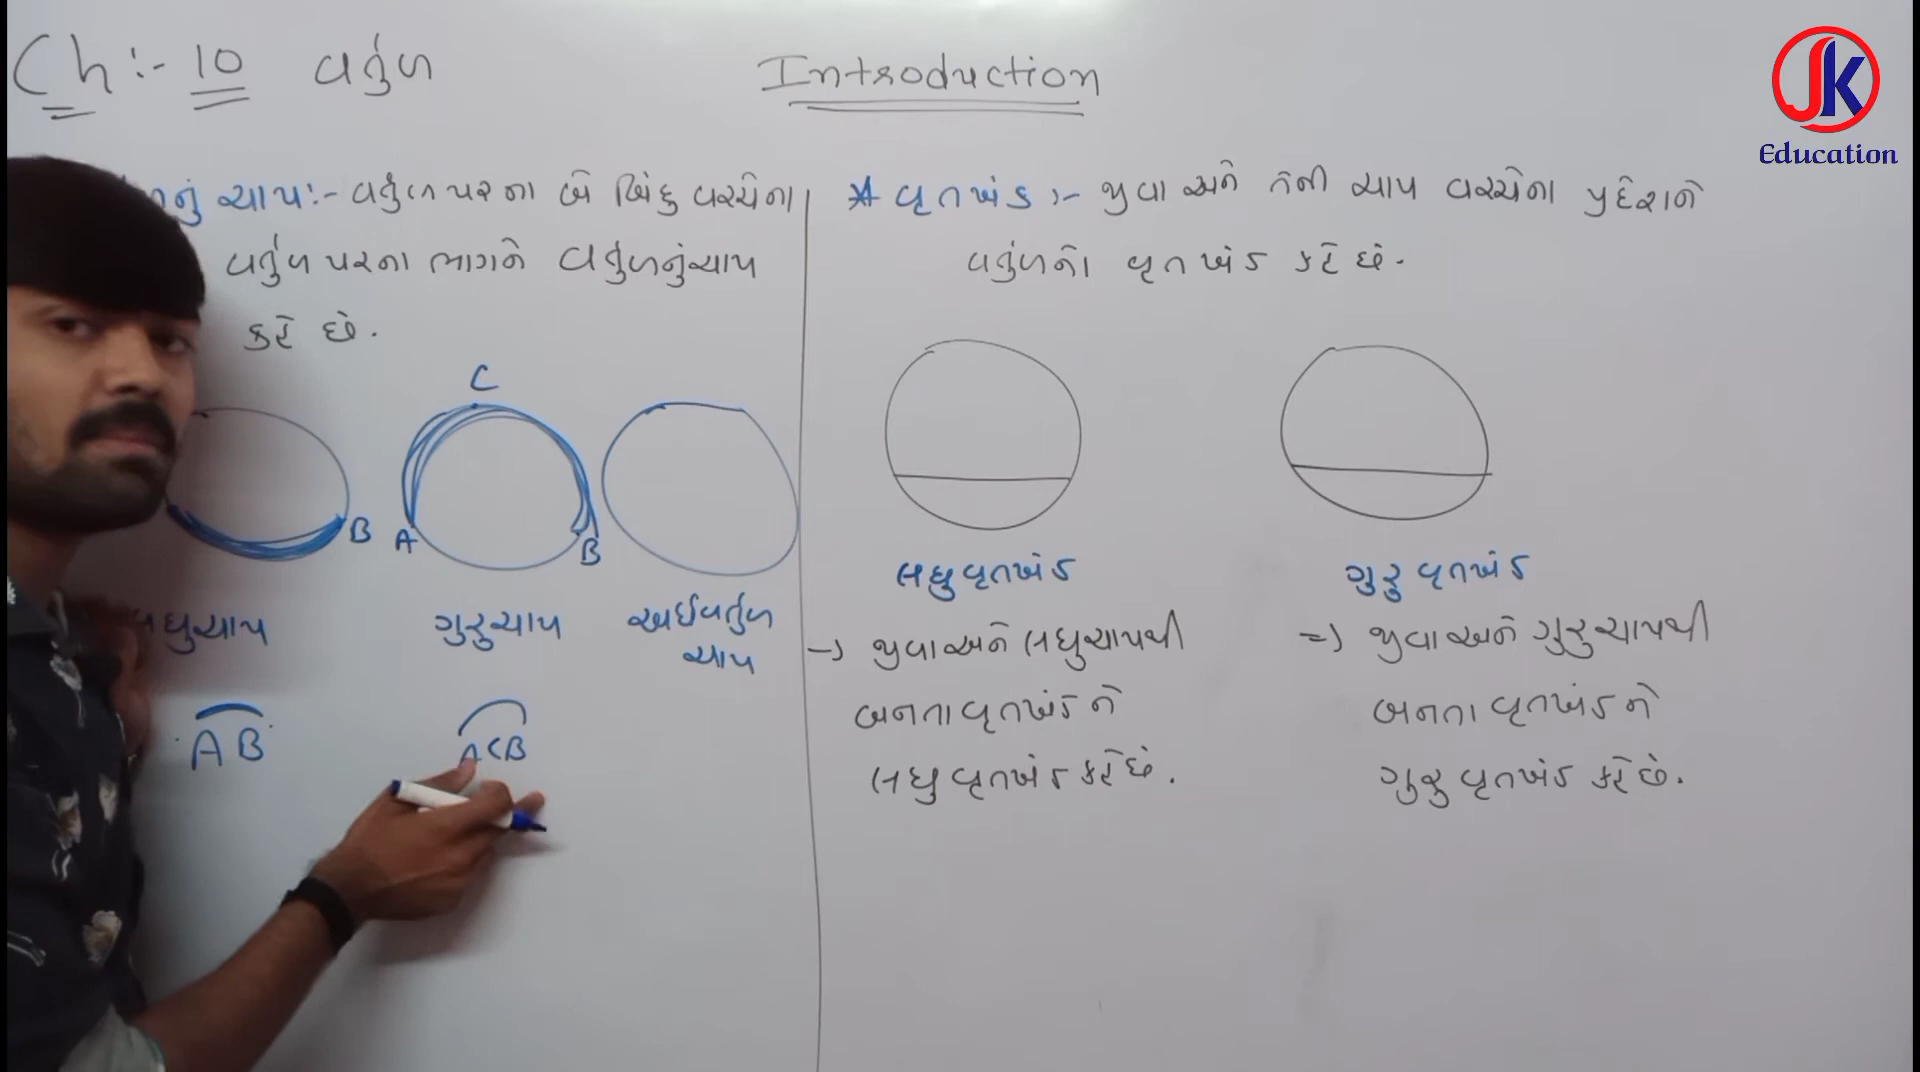 Ch :- 10 વર્તુળ
Introduction
JK
Education
નું ચાપ :- વર્તુળ પરના બે બિંદુ વચ્ચેના
વર્તુળ પરના ભાગને વર્તુળનું ચાપ
કહે છે.
C
B
A
B
લઘુચાપ
ગુરુચાપ
અર્ધવર્તુળ
ચાપ
AB
ACB
* વૃતખંડ :- જીવા અને તેની ચાપ વચ્ચેના પ્રદેશને
વર્તુળનો વૃતખંડ કહે છે.
લઘુ વૃતખંડ
→ જીવા અને લઘુચાપથી
બનતા વૃતખંડને
લઘુ વૃતખંડ કહે છે.
ગુરુ વૃતખંડ
⇒ જીવા અને ગુરુચાપથી
બનતા વૃતખંડને
ગુરુ વૃતખંડ કહે છે.